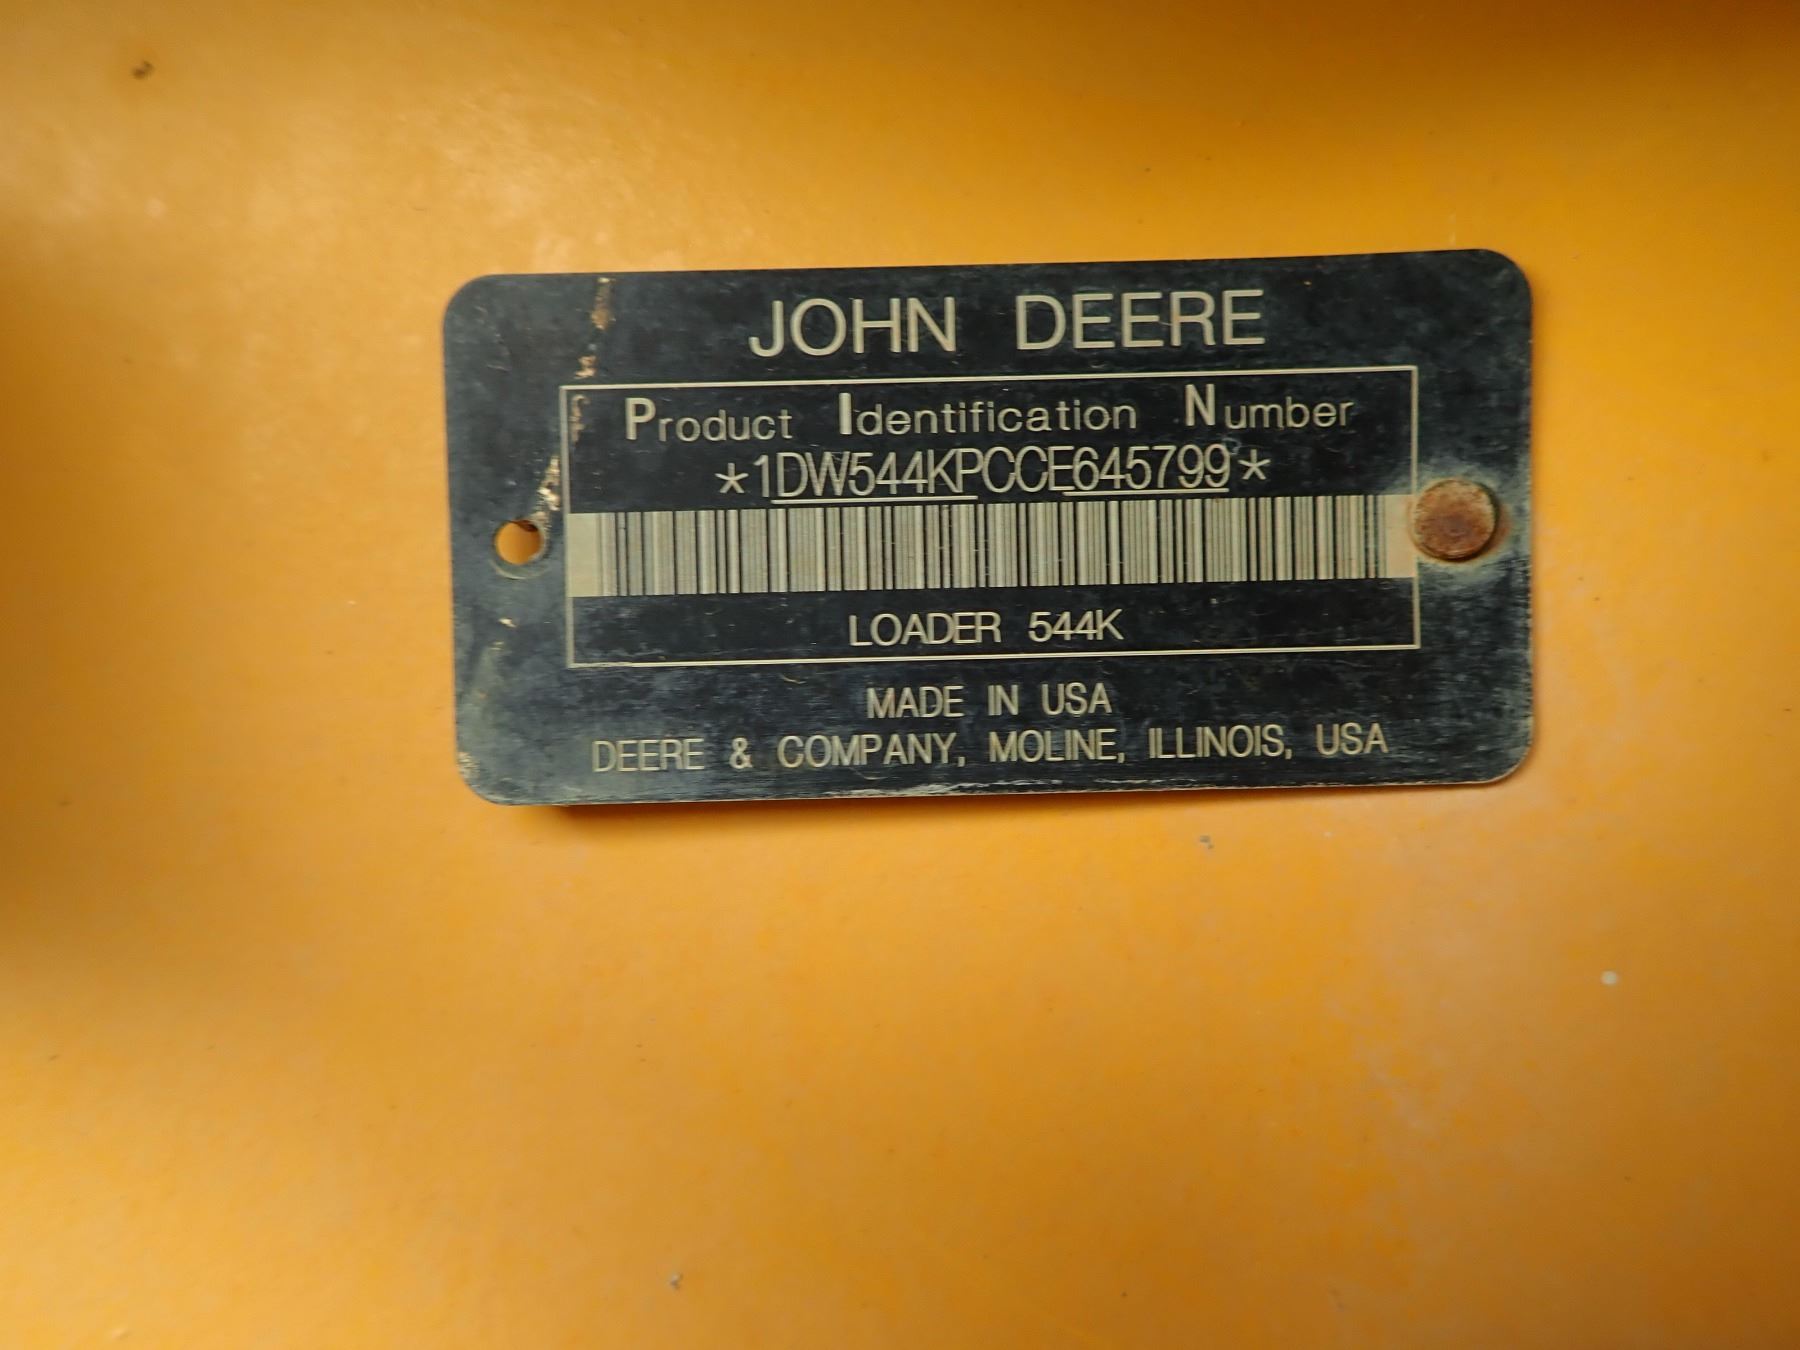 JOHN DEERE
Product Identification Number
*1DW544KPCCE645799*
LOADER 544K
MADE IN USA
DEERE & COMPANY, MOLINE, ILLINOIS, USA